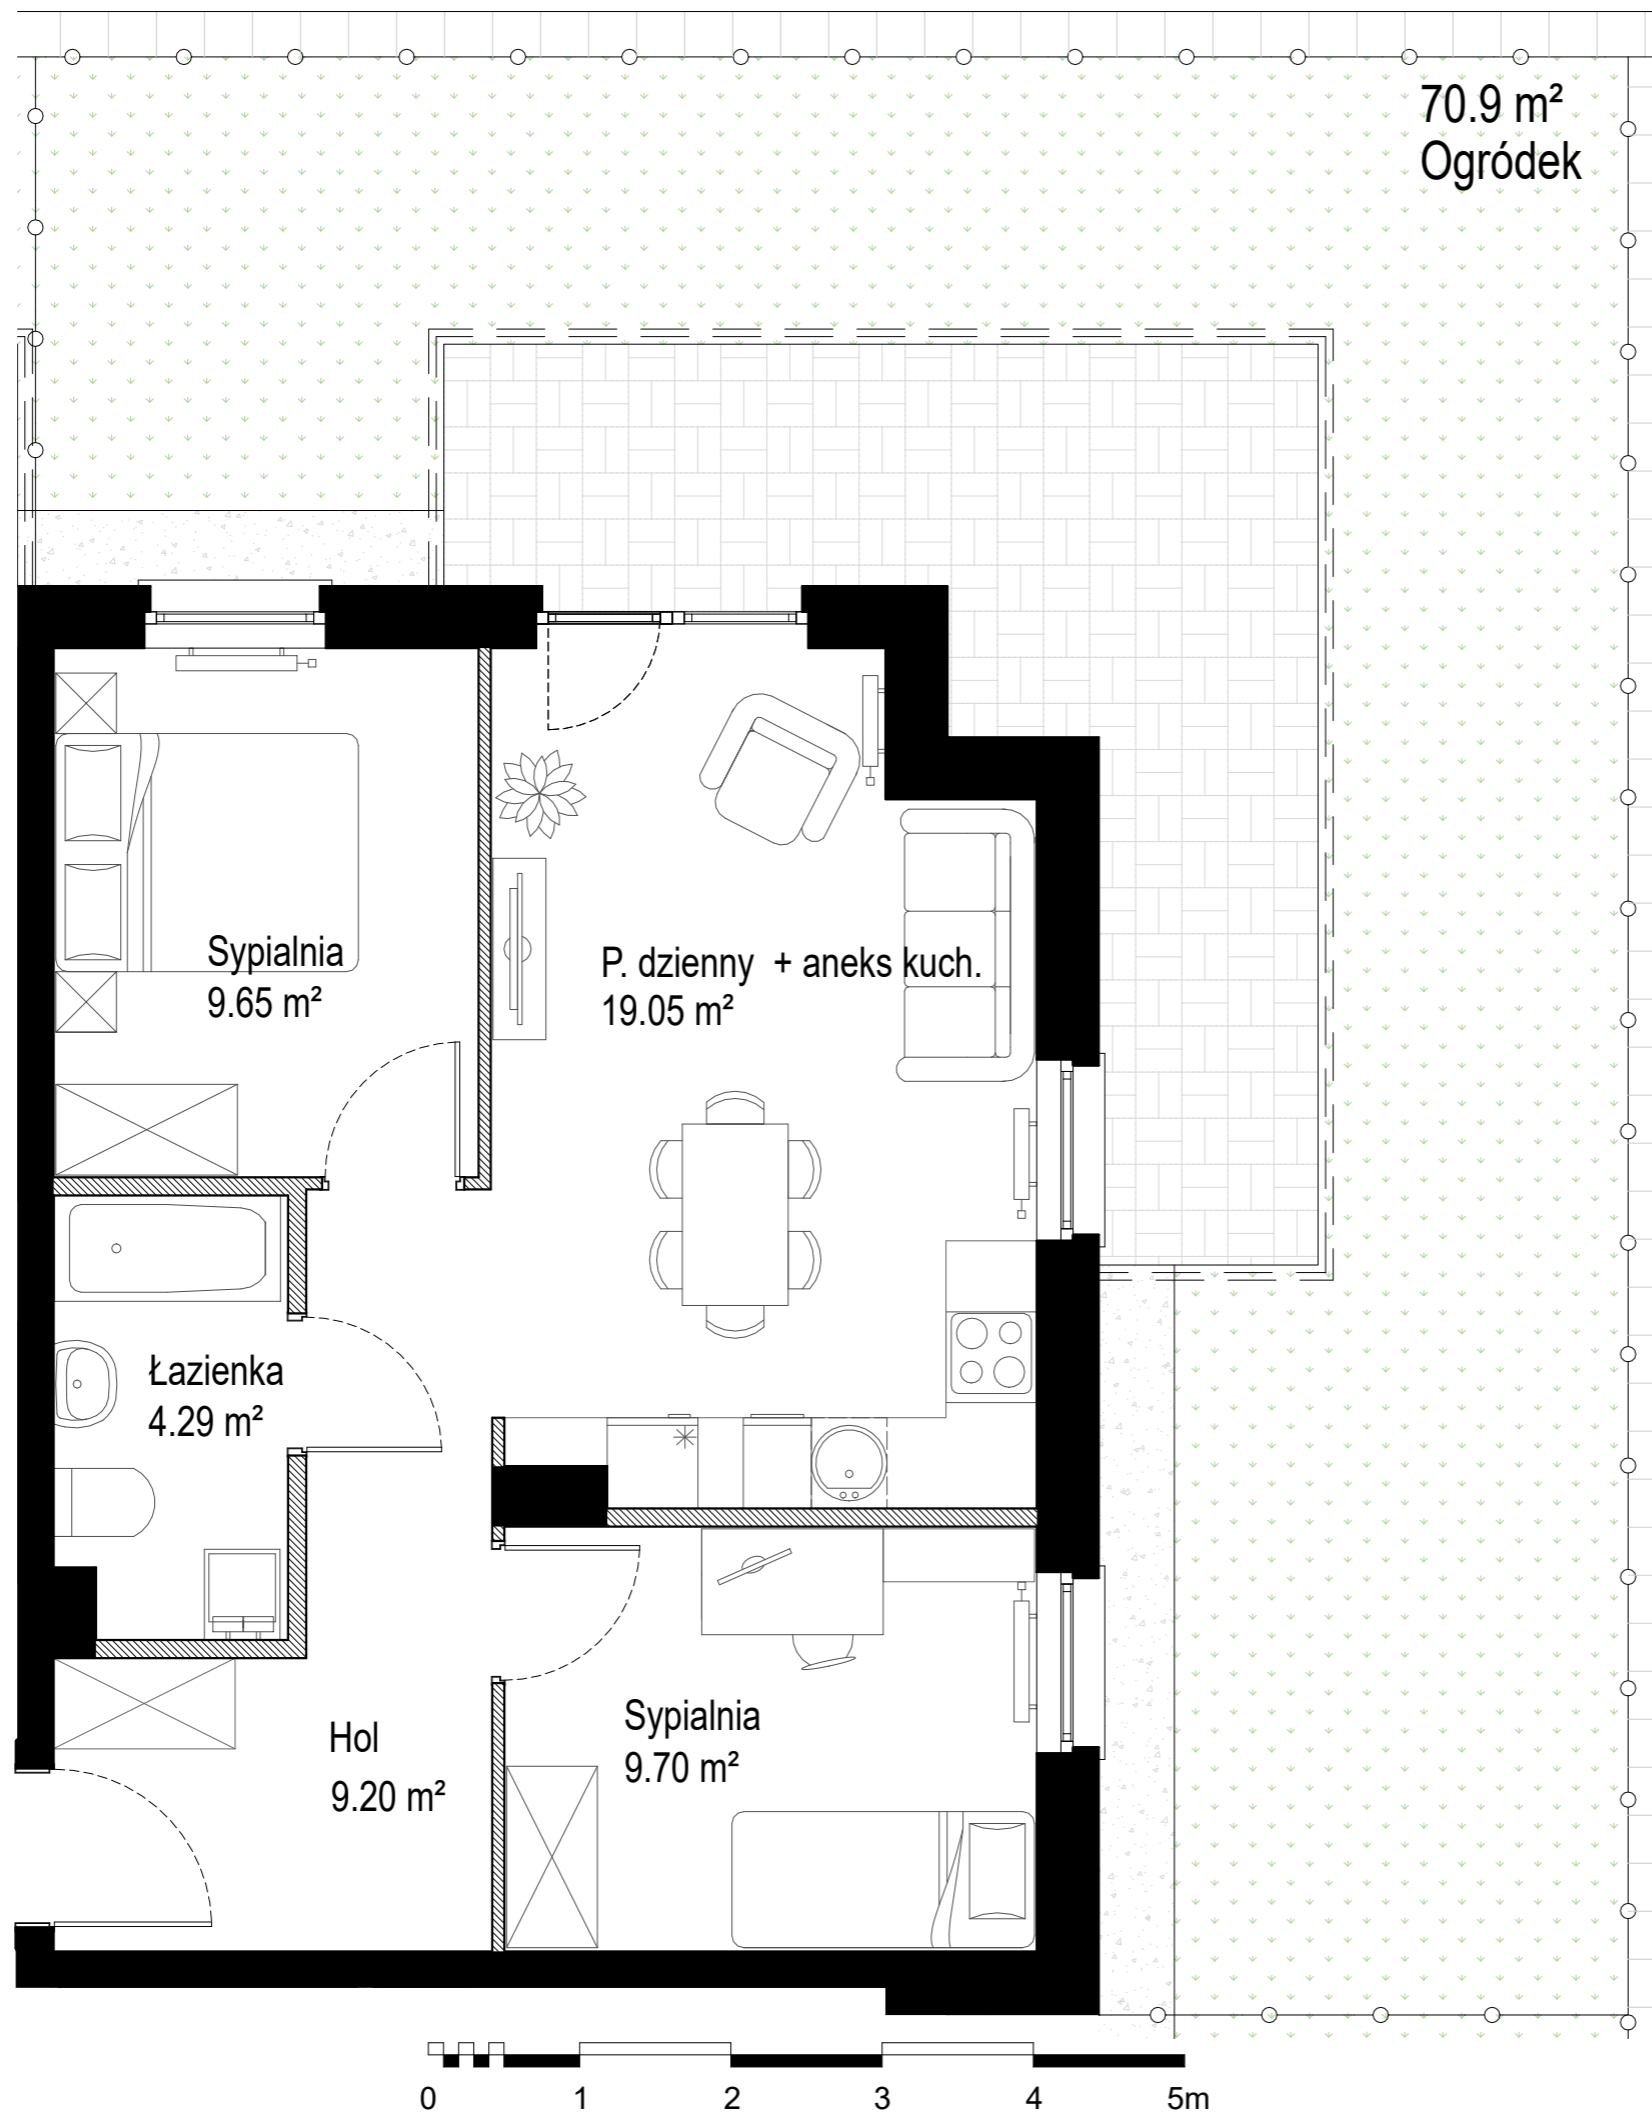 70.9 m²
Ogródek
Sypialnia
9.65 m²
P. dzienny + aneks kuch.
19.05 m²
Łazienka
4.29 m²
Hol
9.20 m²
Sypialnia
9.70 m²
0 1 2 3 4 5m